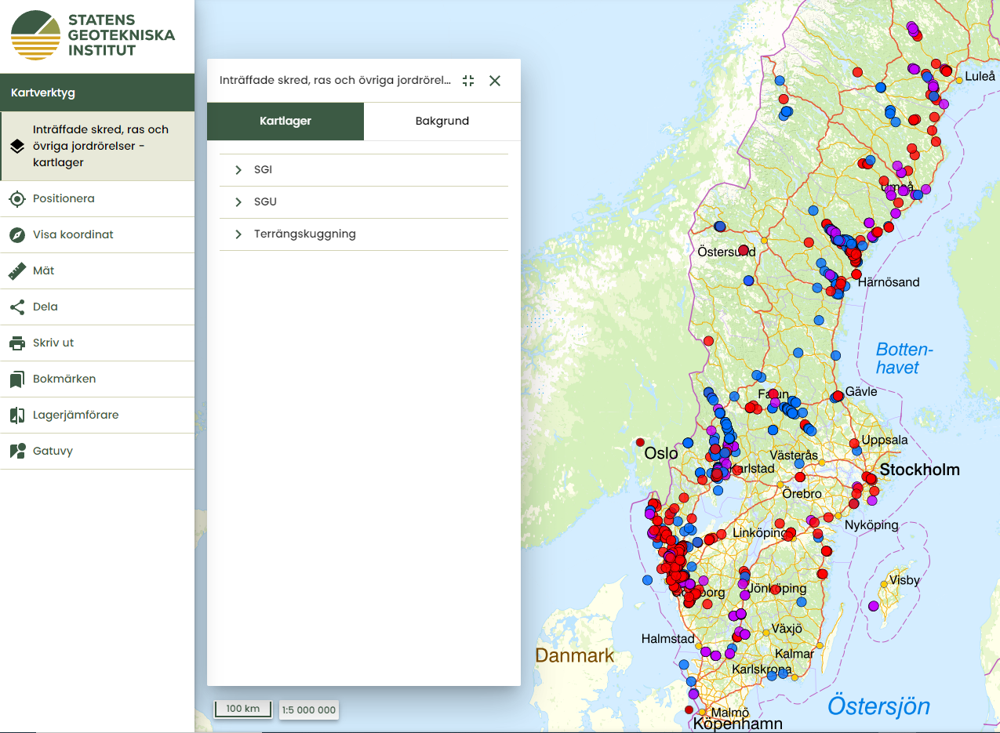 STATENS
GEOTEKNISKA
INSTITUT
Kartverktyg
Inträffade skred, ras och
övriga jordrörelser -
kartlager
Positionera
Visa koordinat
Mät
Dela
Skriv ut
Bokmärken
Lagerjämförare
Gatuvy
Inträffade skred, ras och övriga jordrörel...
Kartlager
Bakgrund
SGI
SGU
Terrängskuggning
100 km
1:5 000 000
Luleå
Umeå
Östersund
Härnösand
Botten-
havet
Falun
Gävle
Uppsala
Oslo
Västerås
Karlstad
Stockholm
Örebro
Nyköping
Linköping
Visby
Jönköping
Göteborg
Växjö
Halmstad
Kalmar
Danmark
Karlskrona
Östersjön
Malmö
Köpenhamn